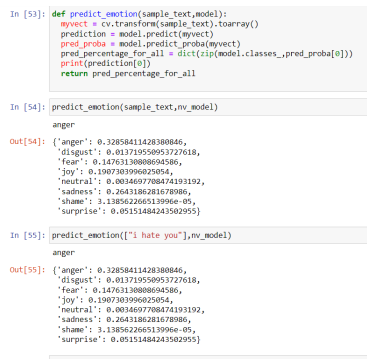 In [53]: def predict_emotion(sample_text,model):
myvect = cv.transform(sample_text).toarray()
prediction = model.predict(myvect)
pred_proba = model.predict_proba(myvect)
pred_percentage_for_all = dict(zip(model.classes_,pred_proba[0]))
print(prediction[0])
return pred_percentage_for_all
In [54]: predict_emotion(sample_text,nv_model)
anger
Out[54]: {'anger': 0.32858411428380846,
'disgust': 0.013719550953727618,
'fear': 0.14763130808694586,
'joy': 0.1907303996025054,
'neutral': 0.0034697708474193192,
'sadness': 0.2643186281678986,
'shame': 3.138562266513996e-05,
'surprise': 0.05151484243502955}
In [55]: predict_emotion(["i hate you"],nv_model)
anger
Out[55]: {'anger': 0.32858411428380846,
'disgust': 0.013719550953727618,
'fear': 0.14763130808694586,
'joy': 0.1907303996025054,
'neutral': 0.0034697708474193192,
'sadness': 0.2643186281678986,
'shame': 3.138562266513996e-05,
'surprise': 0.05151484243502955}